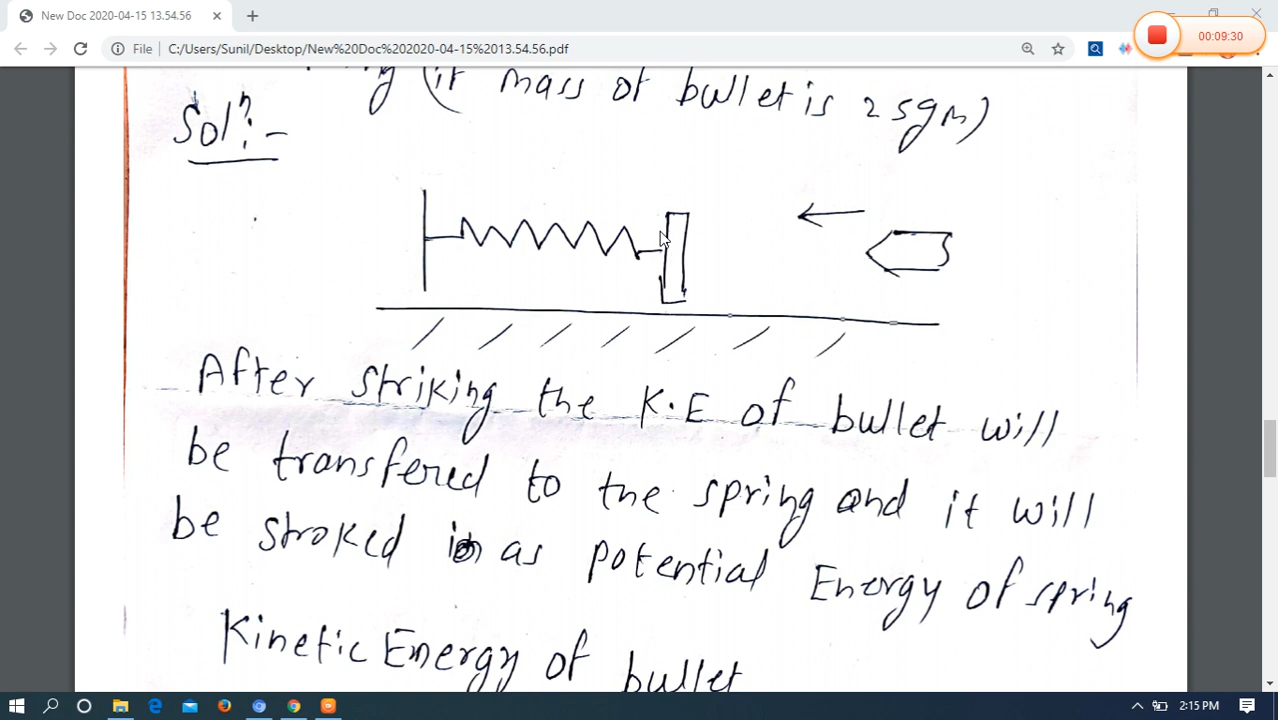 New Doc 2020-04-15 13.54.56
00:09:30
File
C:/Users/Sunil/Desktop/New%20Doc%202020-04-15%2013.54.56.pdf
(if mass of bullet is 25gm)
Sol?:-
After striking the K.E of bullet will
be transfered to the spring and it will
be stroked as potential Energy of spring
Kinetic Energy of bullet
2:15 PM